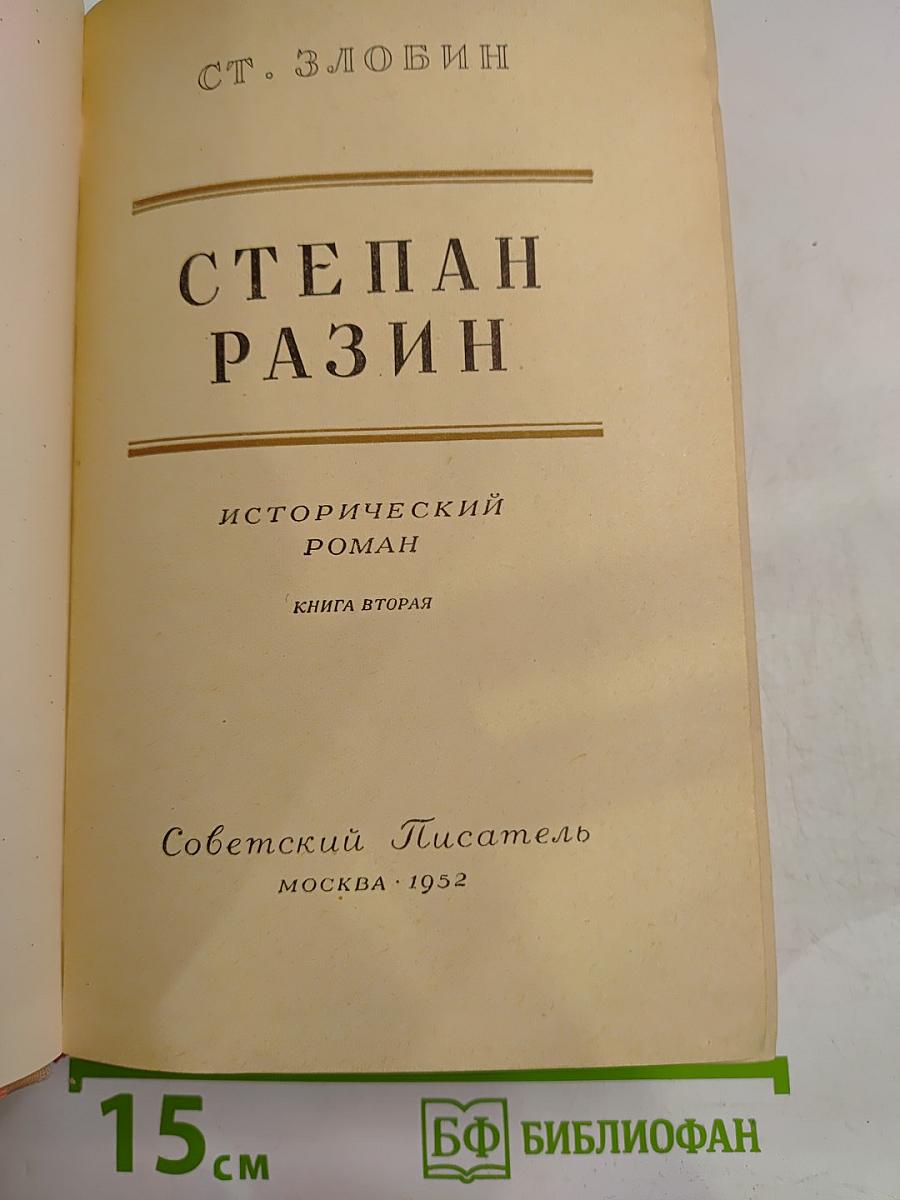 СТ. ЗЛОБИН
СТЕПАН
РАЗИН
ИСТОРИЧЕСКИЙ
РОМАН
КНИГА ВТОРАЯ
Советский Писатель
МОСКВА · 1952
15 см
БФ БИБЛИОФАН